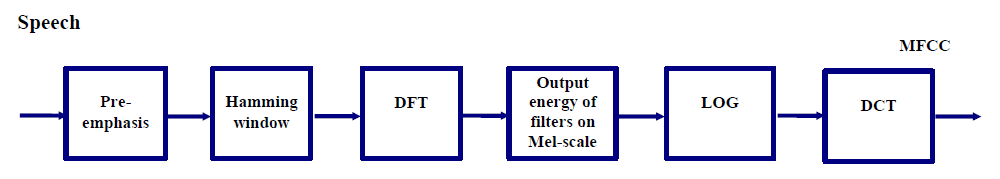 Speech
MFCC
Pre-
emphasis
Hamming
window
DFT
Output
energy of
filters on
Mel-scale
LOG
DCT